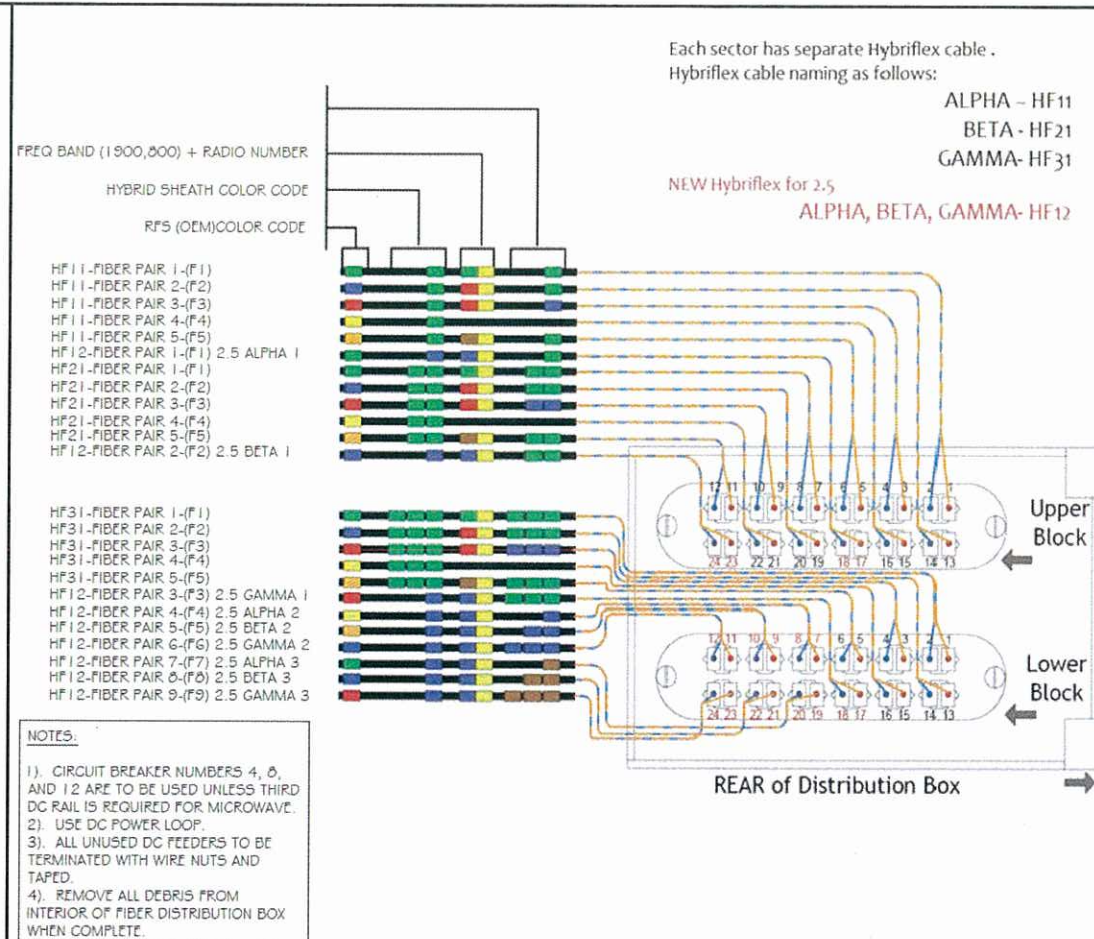 Each sector has separate Hybriflex cable .
Hybriflex cable naming as follows:
ALPHA - HF11
BETA - HF21
GAMMA- HF31
NEW Hybriflex for 2.5
ALPHA, BETA, GAMMA- HF12
FREQ BAND (1900,800) + RADIO NUMBER
HYBRID SHEATH COLOR CODE
RFS (OEM)COLOR CODE
HF11-FIBER PAIR 1-(F1)
HF11-FIBER PAIR 2-(F2)
HF11-FIBER PAIR 3-(F3)
HF11-FIBER PAIR 4-(F4)
HF11-FIBER PAIR 5-(F5)
HF12-FIBER PAIR 1-(F1) 2.5 ALPHA 1
HF21-FIBER PAIR 1-(F1)
HF21-FIBER PAIR 2-(F2)
HF21-FIBER PAIR 3-(F3)
HF21-FIBER PAIR 4-(F4)
HF21-FIBER PAIR 5-(F5)
HF12-FIBER PAIR 2-(F2) 2.5 BETA 1
HF31-FIBER PAIR 1-(F1)
HF31-FIBER PAIR 2-(F2)
HF31-FIBER PAIR 3-(F3)
HF31-FIBER PAIR 4-(F4)
HF31-FIBER PAIR 5-(F5)
HF12-FIBER PAIR 3-(F3) 2.5 GAMMA 1
HF12-FIBER PAIR 4-(F4) 2.5 ALPHA 2
HF12-FIBER PAIR 5-(F5) 2.5 BETA 2
HF12-FIBER PAIR 6-(F6) 2.5 GAMMA 2
HF12-FIBER PAIR 7-(F7) 2.5 ALPHA 3
HF12-FIBER PAIR 8-(F8) 2.5 BETA 3
HF12-FIBER PAIR 9-(F9) 2.5 GAMMA 3
12 11 10 9 8 7 6 5 4 3 2 1
24 23 22 21 20 19 18 17 16 15 14 13
Upper
Block
12 11 10 9 8 7 6 5 4 3 2 1
24 23 22 21 20 19 18 17 16 15 14 13
Lower
Block
REAR of Distribution Box
NOTES:
1). CIRCUIT BREAKER NUMBERS 4, 8,
AND 12 ARE TO BE USED UNLESS THIRD
DC RAIL IS REQUIRED FOR MICROWAVE.
2). USE DC POWER LOOP.
3). ALL UNUSED DC FEEDERS TO BE
TERMINATED WITH WIRE NUTS AND
TAPED.
4). REMOVE ALL DEBRIS FROM
INTERIOR OF FIBER DISTRIBUTION BOX
WHEN COMPLETE.